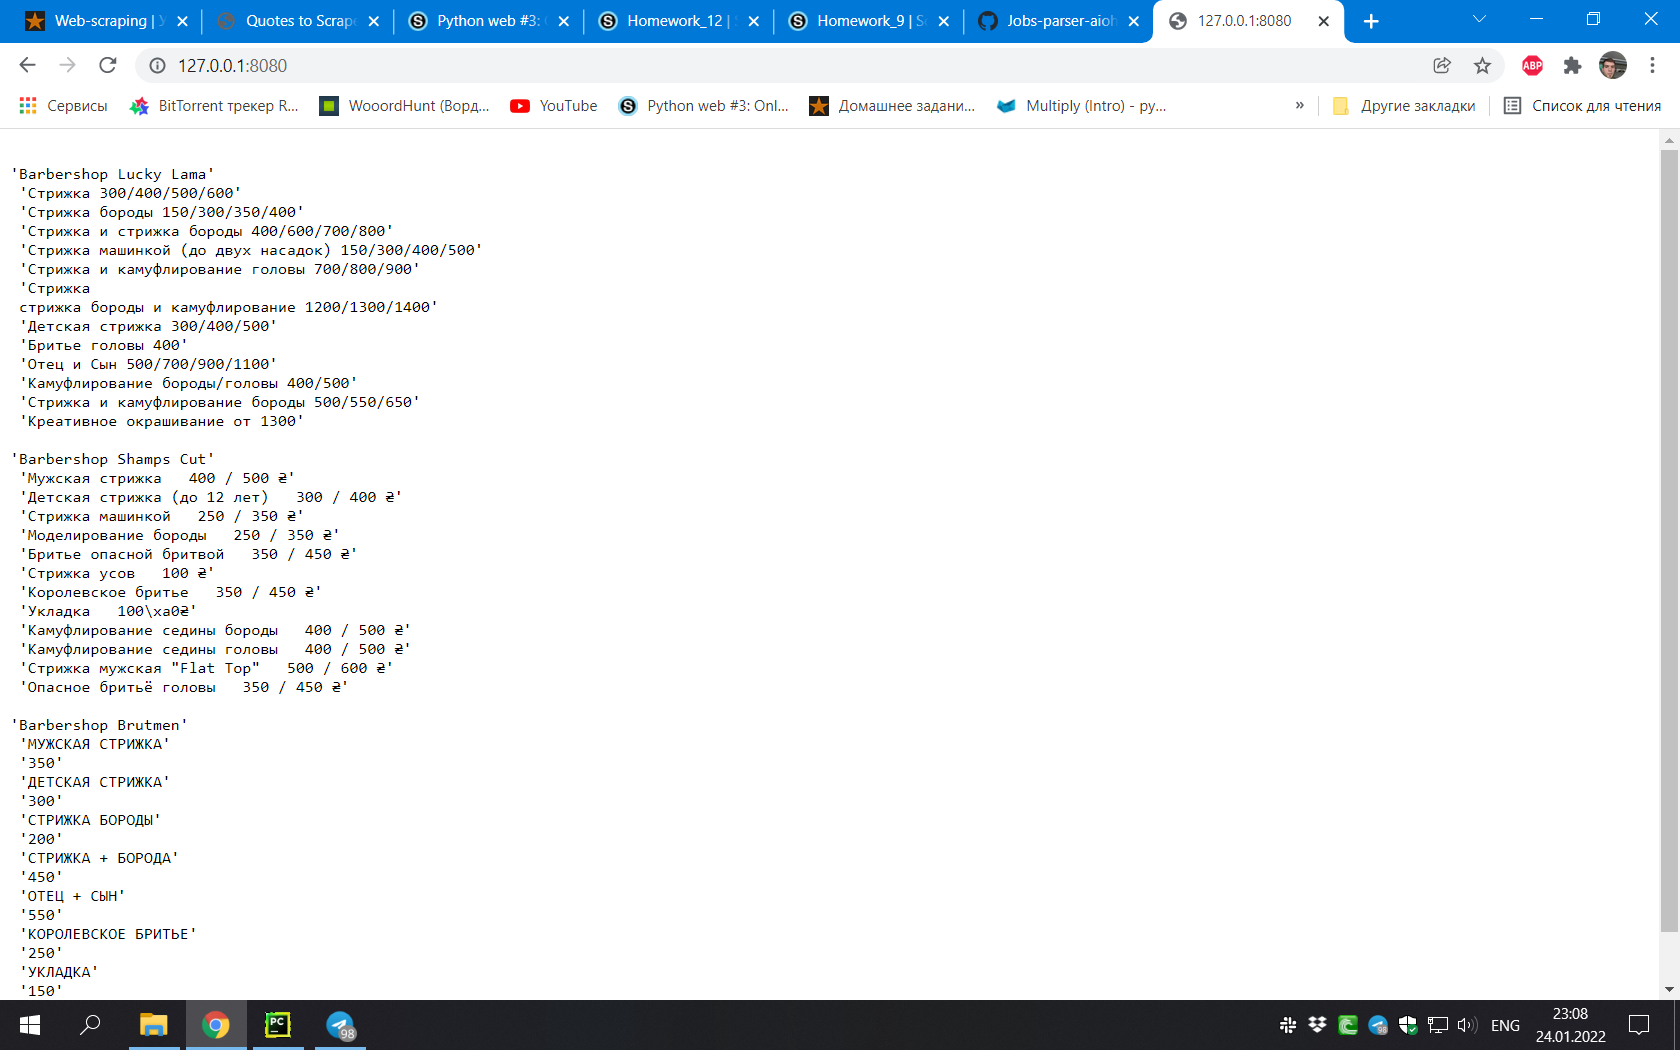 Web-scraping | У
Quotes to Scrape
Python web #3:
Homework_12 |
Homework_9 | Se
Jobs-parser-aioh
127.0.0.1:8080
127.0.0.1:8080
ABP
Сервисы
BitTorrent трекер R...
WooordHunt (Ворд...
YouTube
Python web #3: Onl...
Домашнее задани...
Multiply (Intro) - ру...
»
Другие закладки
Список для чтения
'Barbershop Lucky Lama'
'Стрижка 300/400/500/600'
'Стрижка бороды 150/300/350/400'
'Стрижка и стрижка бороды 400/600/700/800'
'Стрижка машинкой (до двух насадок) 150/300/400/500'
'Стрижка и камуфлирование головы 700/800/900'
'Стрижка
стрижка бороды и камуфлирование 1200/1300/1400'
'Детская стрижка 300/400/500'
'Бритье головы 400'
'Отец и Сын 500/700/900/1100'
'Камуфлирование бороды/головы 400/500'
'Стрижка и камуфлирование бороды 500/550/650'
'Креативное окрашивание от 1300'
'Barbershop Shamps Cut'
'Мужская стрижка   400 / 500 ₴'
'Детская стрижка (до 12 лет)   300 / 400 ₴'
'Стрижка машинкой   250 / 350 ₴'
'Моделирование бороды   250 / 350 ₴'
'Бритье опасной бритвой   350 / 450 ₴'
'Стрижка усов   100 ₴'
'Королевское бритье   350 / 450 ₴'
'Укладка   100\xa0₴'
'Камуфлирование седины бороды   400 / 500 ₴'
'Камуфлирование седины головы   400 / 500 ₴'
'Стрижка мужская "Flat Top"   500 / 600 ₴'
'Опасное бритьё головы   350 / 450 ₴'
'Barbershop Brutmen'
'МУЖСКАЯ СТРИЖКА'
'350'
'ДЕТСКАЯ СТРИЖКА'
'300'
'СТРИЖКА БОРОДЫ'
'200'
'СТРИЖКА + БОРОДА'
'450'
'ОТЕЦ + СЫН'
'550'
'КОРОЛЕВСКОЕ БРИТЬЕ'
'250'
'УКЛАДКА'
'150'
PC
98
98
ENG
23:08
24.01.2022